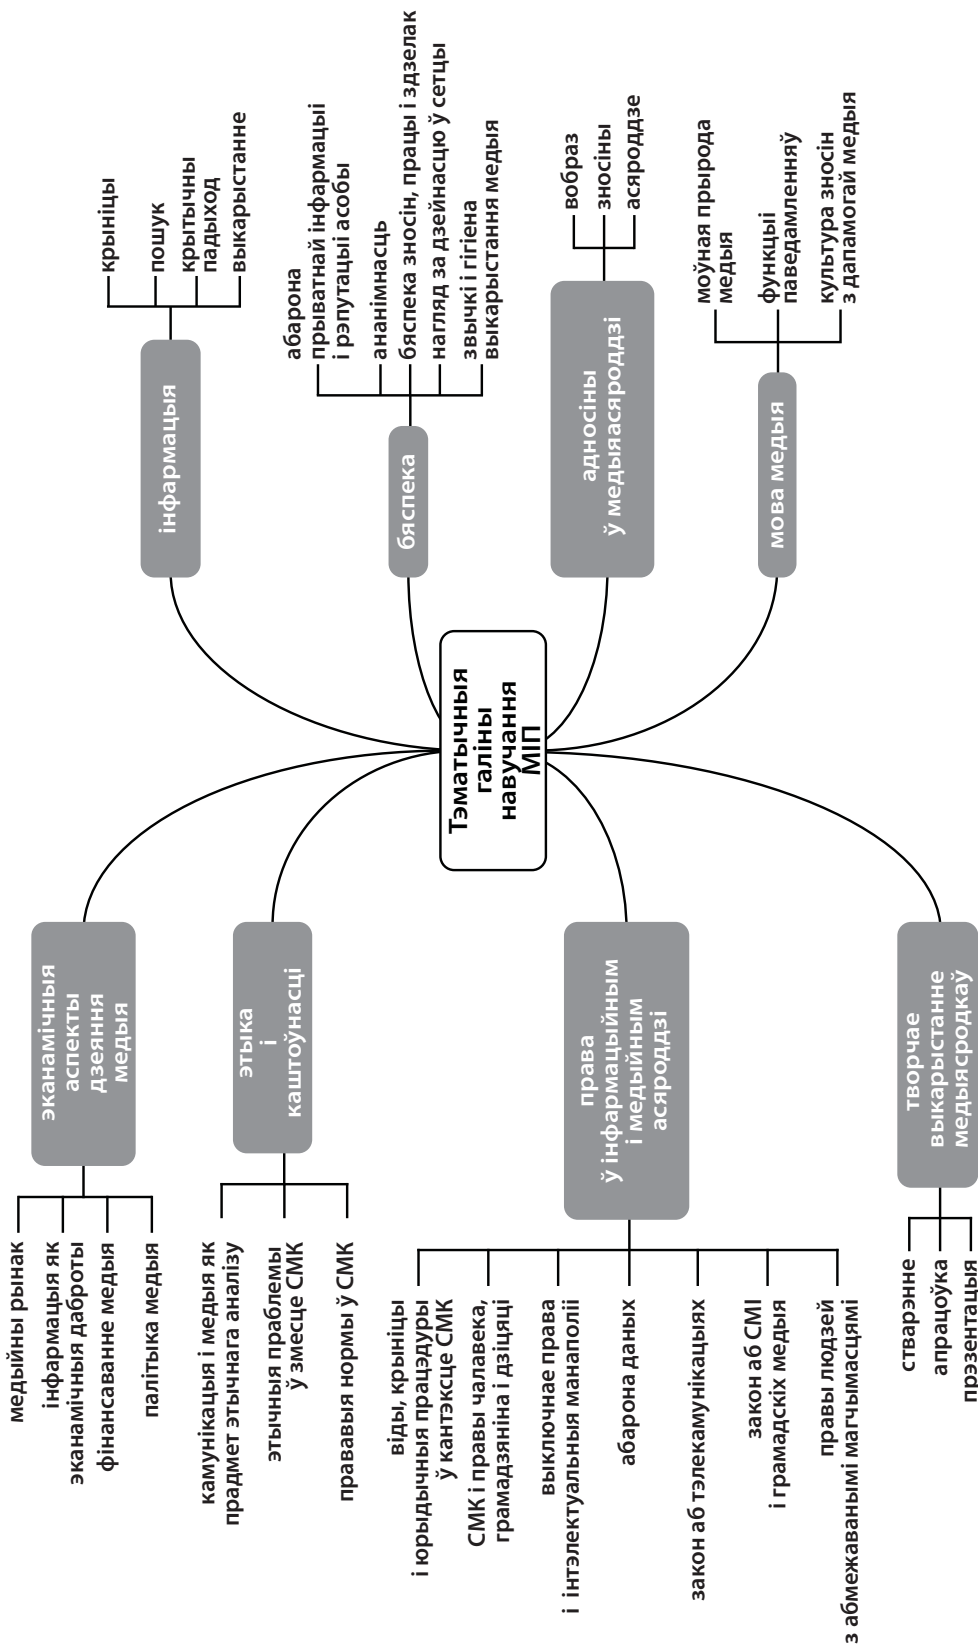 Тэматычныя
галіны
навучання
МІП
эканамічныя
аспекты
дзеяння
медыя
медыйны рынак
інфармацыя як
эканамічныя даброты
фінансаванне медыя
палітыка медыя
этыка
і
каштоўнасці
камунікацыя і медыя як
прадмет этычнага аналізу
этычныя праблемы
ў змесце СМК
прававыя нормы ў СМК
права
ў інфармацыйным
і медыйным
асяроддзі
віды, крыніцы
і юрыдычныя працэдуры
ў кантэксце СМК
СМК і правы чалавека,
грамадзяніна і дзіцяці
выключнае права
і інтэлектуальныя манаполіі
абарона даных
закон аб тэлекамунікацыях
закон аб СМІ
і грамадскіх медыя
правы людзей
з абмежаванымі магчымасцямі
творчае
выкарыстанне
медыясродкаў
стварэнне
апрацоўка
прэзентацыя
інфармацыя
крыніцы
пошук
крытычны
падыход
выкарыстанне
бяспека
абарона
прыватнай інфармацыі
і рэпутацыі асобы
ананімнасць
бяспека зносін, працы і здзелак
нагляд за дзейнасцю ў сетцы
звычкі і гігіена
выкарыстання медыя
адносіны
ў медыяасяроддзі
вобраз
зносіны
асяроддзе
мова медыя
моўная прырода
медыя
функцыі
паведамленняў
культура зносін
з дапамогай медыя